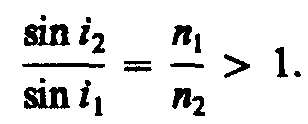 sin i₂ / sin i₁ = n₁ / n₂ > 1.